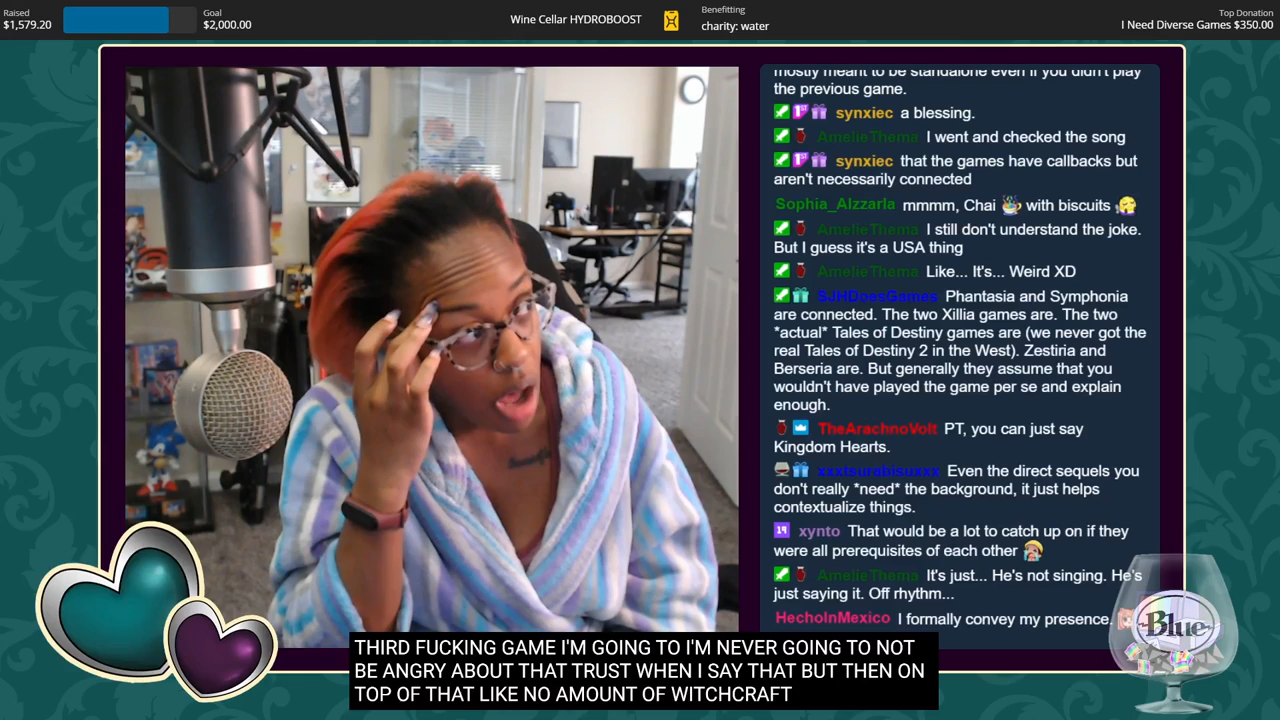 Raised
$1,579.20
Goal
$2,000.00
Wine Cellar HYDROBOOST
Benefitting
charity: water
Top Donation
I Need Diverse Games $350.00
mostly meant to be standalone even if you didn't play
the previous game.
synxiec a blessing.
AmelieThema I went and checked the song
synxiec that the games have callbacks but
aren't necessarily connected
Sophia_Alzzarla mmmm, Chai with biscuits
AmelieThema I still don't understand the joke.
But I guess it's a USA thing
AmelieThema Like... It's... Weird XD
SJHDoesGames Phantasia and Symphonia
are connected. The two Xillia games are. The two
*actual* Tales of Destiny games are (we never got the
real Tales of Destiny 2 in the West). Zestiria and
Berseria are. But generally they assume that you
wouldn't have played the game per se and explain
enough.
TheArachnoVolt PT, you can just say
Kingdom Hearts.
xxxtsurabisuxxx Even the direct sequels you
don't really *need* the background, it just helps
contextualize things.
19 xynto That would be a lot to catch up on if they
were all prerequisites of each other
AmelieThema It's just... He's not singing. He's
just saying it. Off rhythm...
HechoInMexico I formally convey my presence.
Blue
THIRD FUCKING GAME I'M GOING TO I'M NEVER GOING TO NOT
BE ANGRY ABOUT THAT TRUST WHEN I SAY THAT BUT THEN ON
TOP OF THAT LIKE NO AMOUNT OF WITCHCRAFT